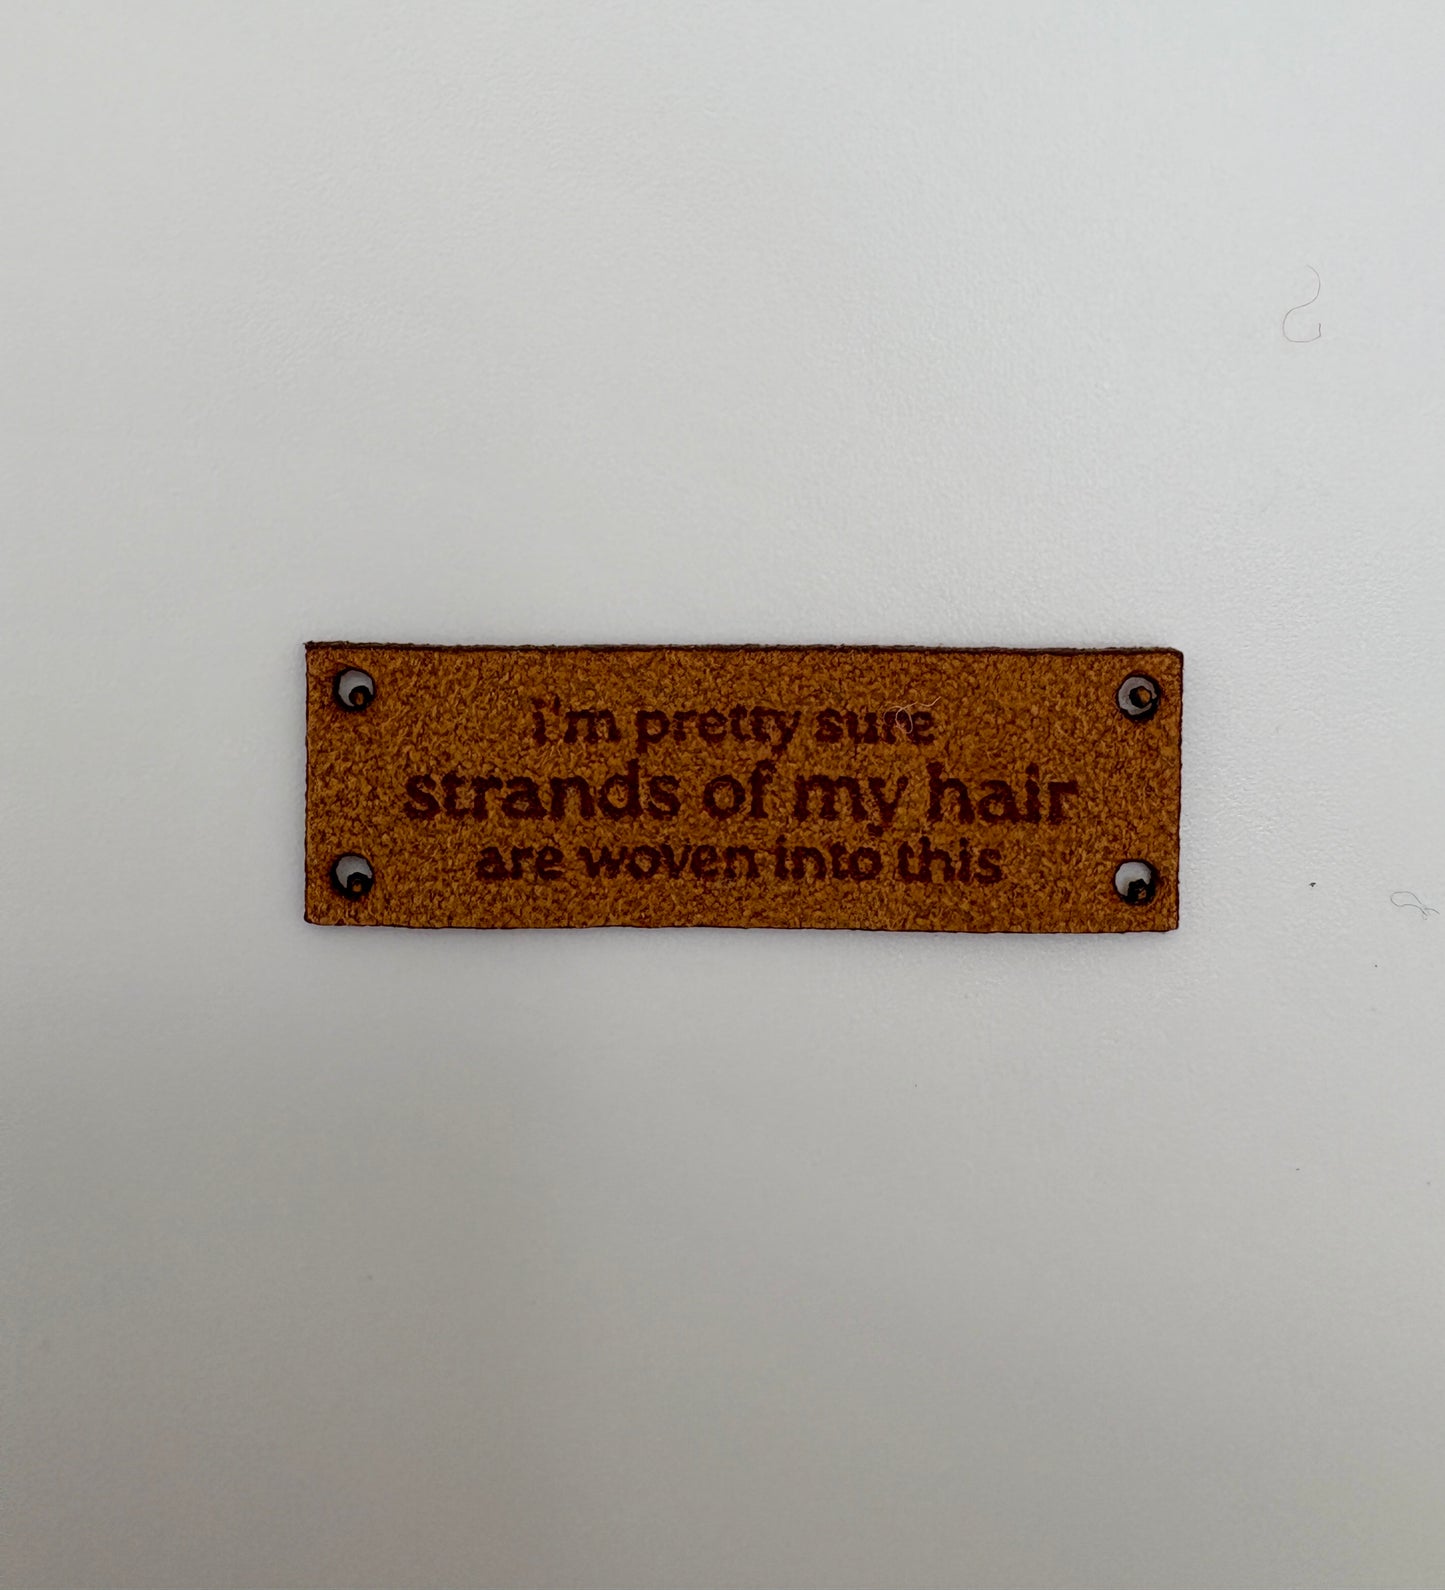 i'm pretty sure
strands of my hair
are woven into this